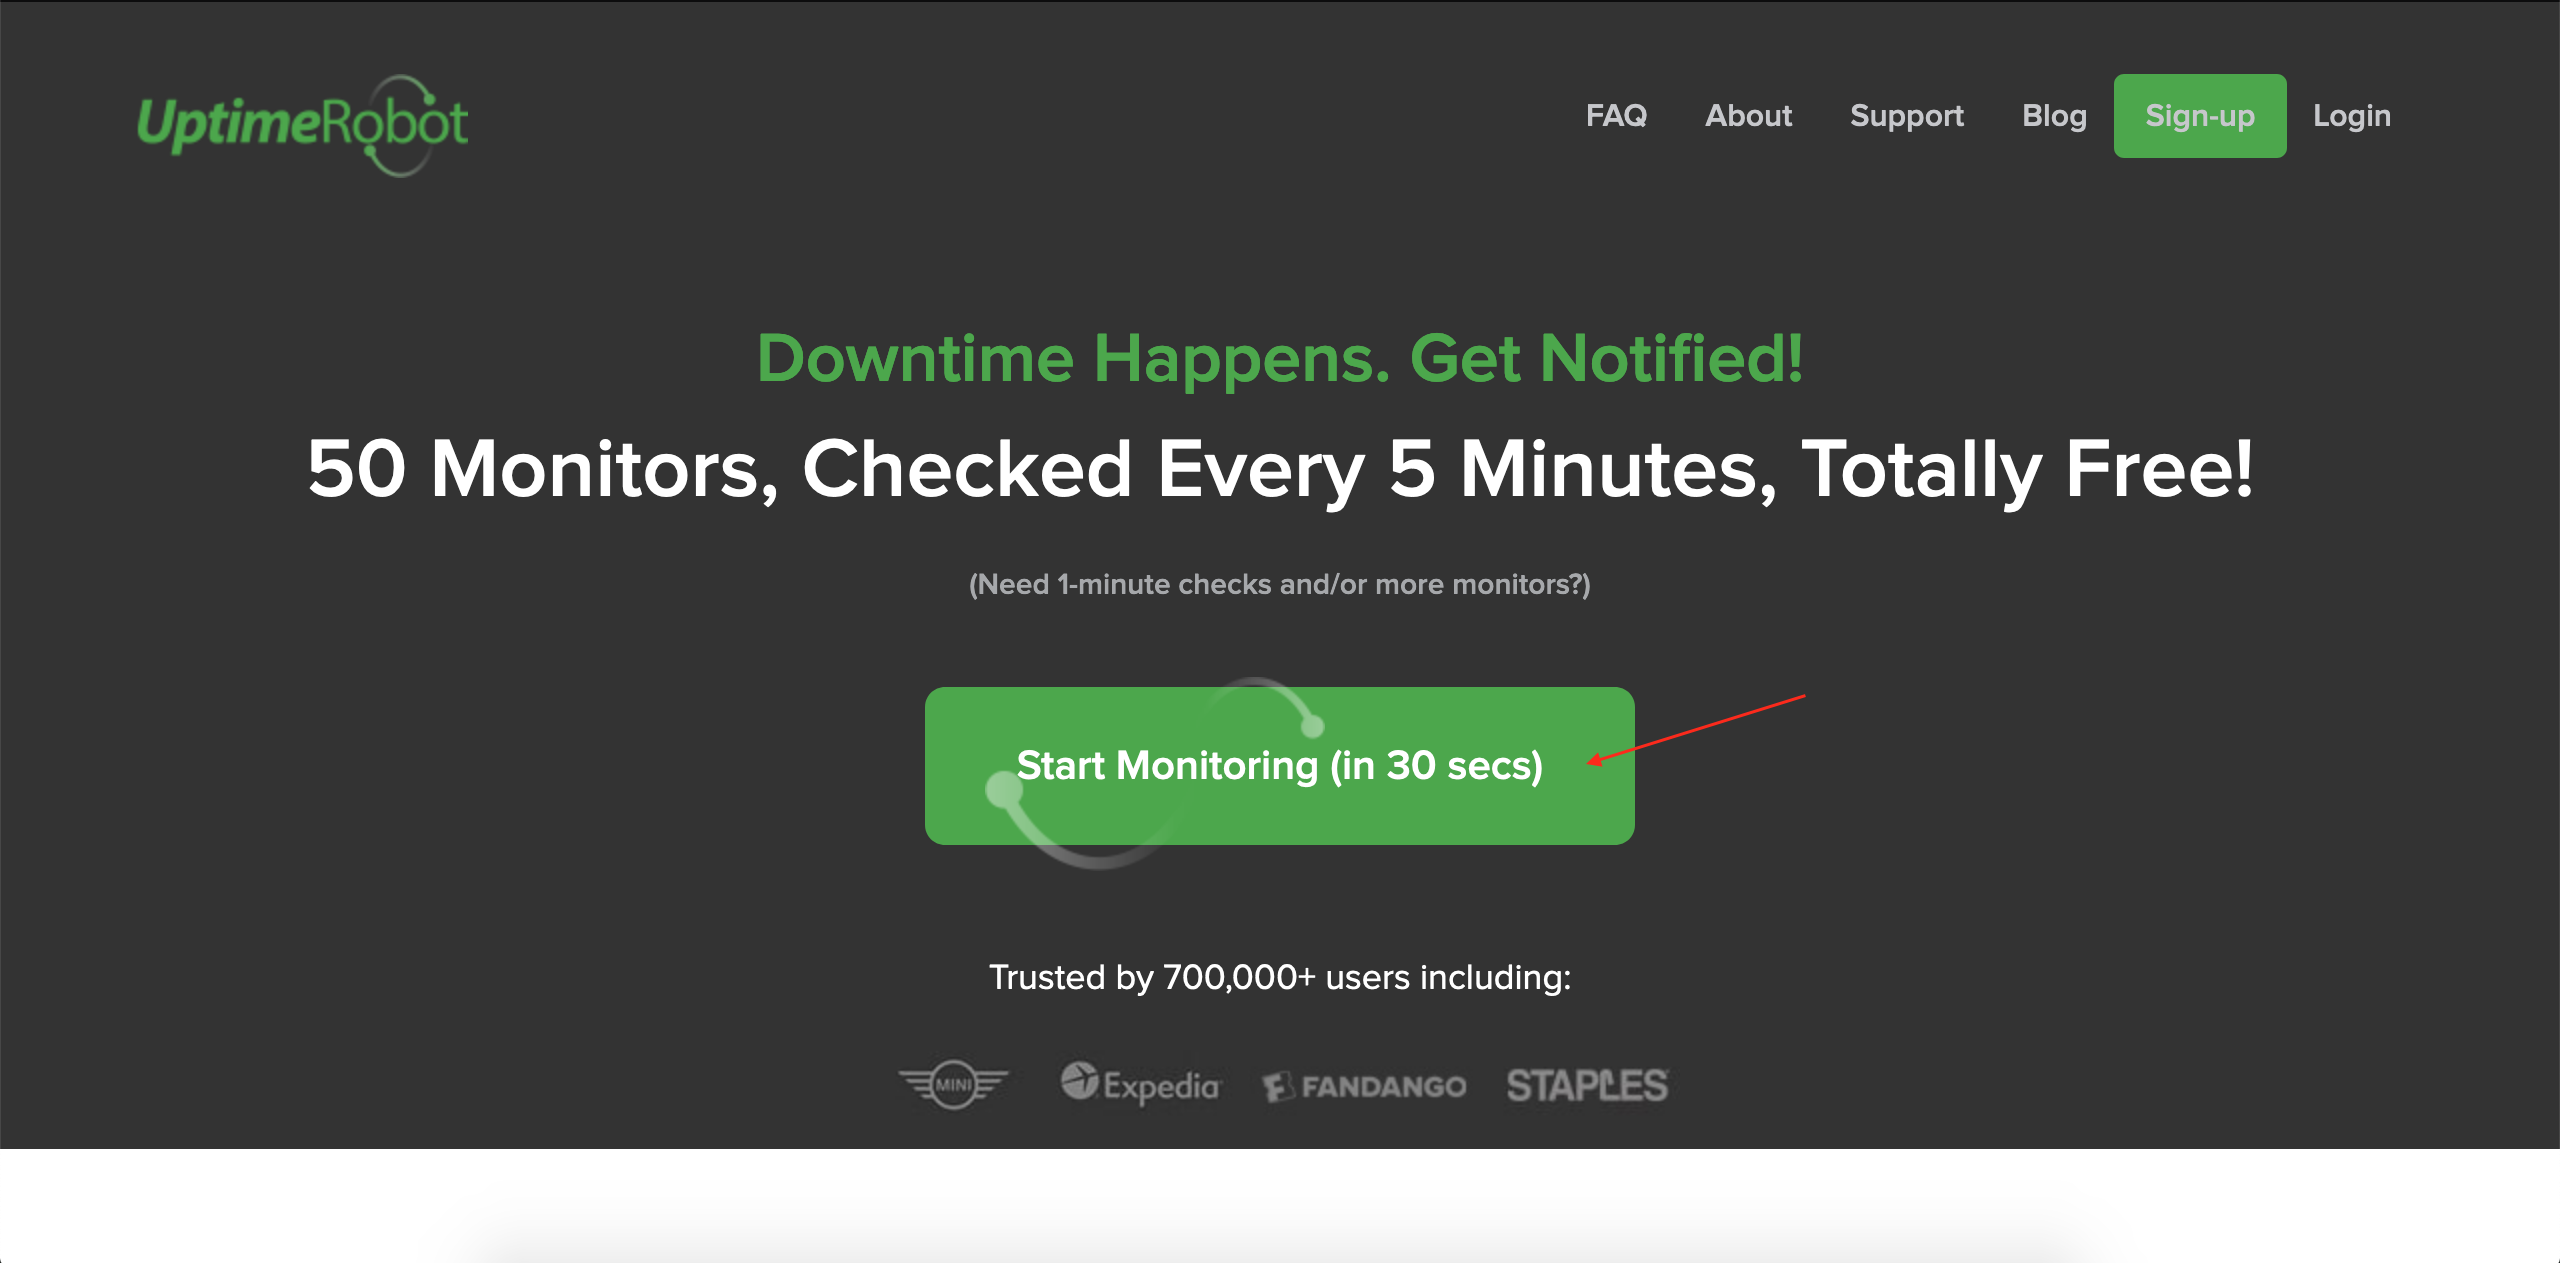 UptimeRobot
FAQ About Support Blog Sign-up Login
Downtime Happens. Get Notified!
50 Monitors, Checked Every 5 Minutes, Totally Free!
(Need 1-minute checks and/or more monitors?)
Start Monitoring (in 30 secs)
Trusted by 700,000+ users including:
MINI Expedia FANDANGO STAPLES